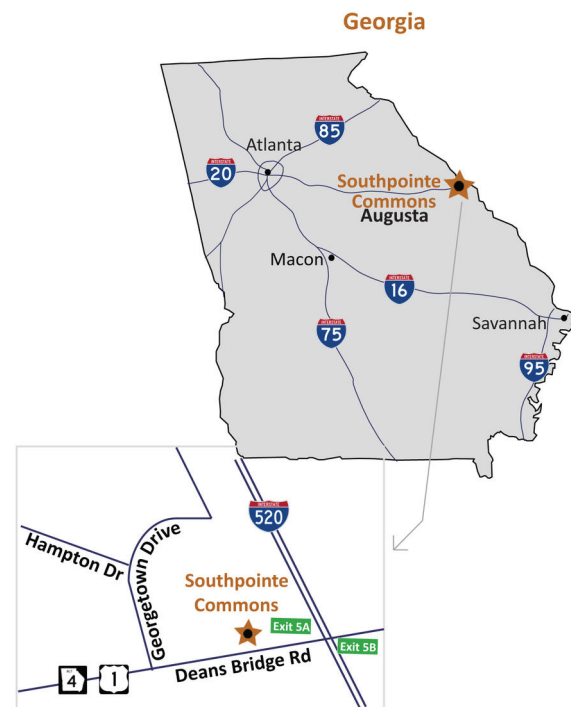 Georgia
INTERSTATE
85
Atlanta
INTERSTATE
20
Southpointe
Commons
Augusta
Macon
INTERSTATE
16
INTERSTATE
75
Savannah
INTERSTATE
95
INTERSTATE
520
Hampton Dr
Georgetown Drive
Southpointe
Commons
Exit 5A
Exit 5B
Deans Bridge Rd
4
1